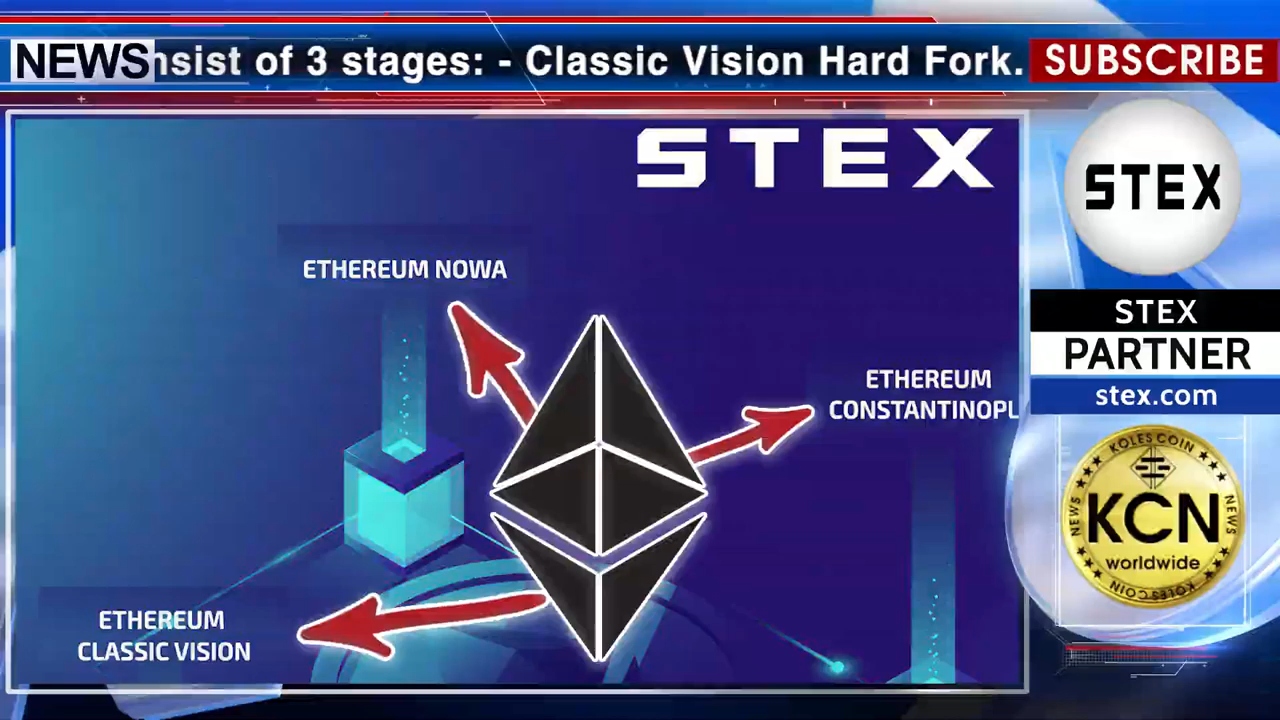 NEWS
nsist of 3 stages: - Classic Vision Hard Fork.
SUBSCRIBE
STEX
STEX
ETHEREUM NOWA
STEX
PARTNER
stex.com
ETHEREUM
CONSTANTINOPL
KOLES COIN
NEWS
KCN
NEWS
worldwide
KOLES COIN
ETHEREUM
CLASSIC VISION